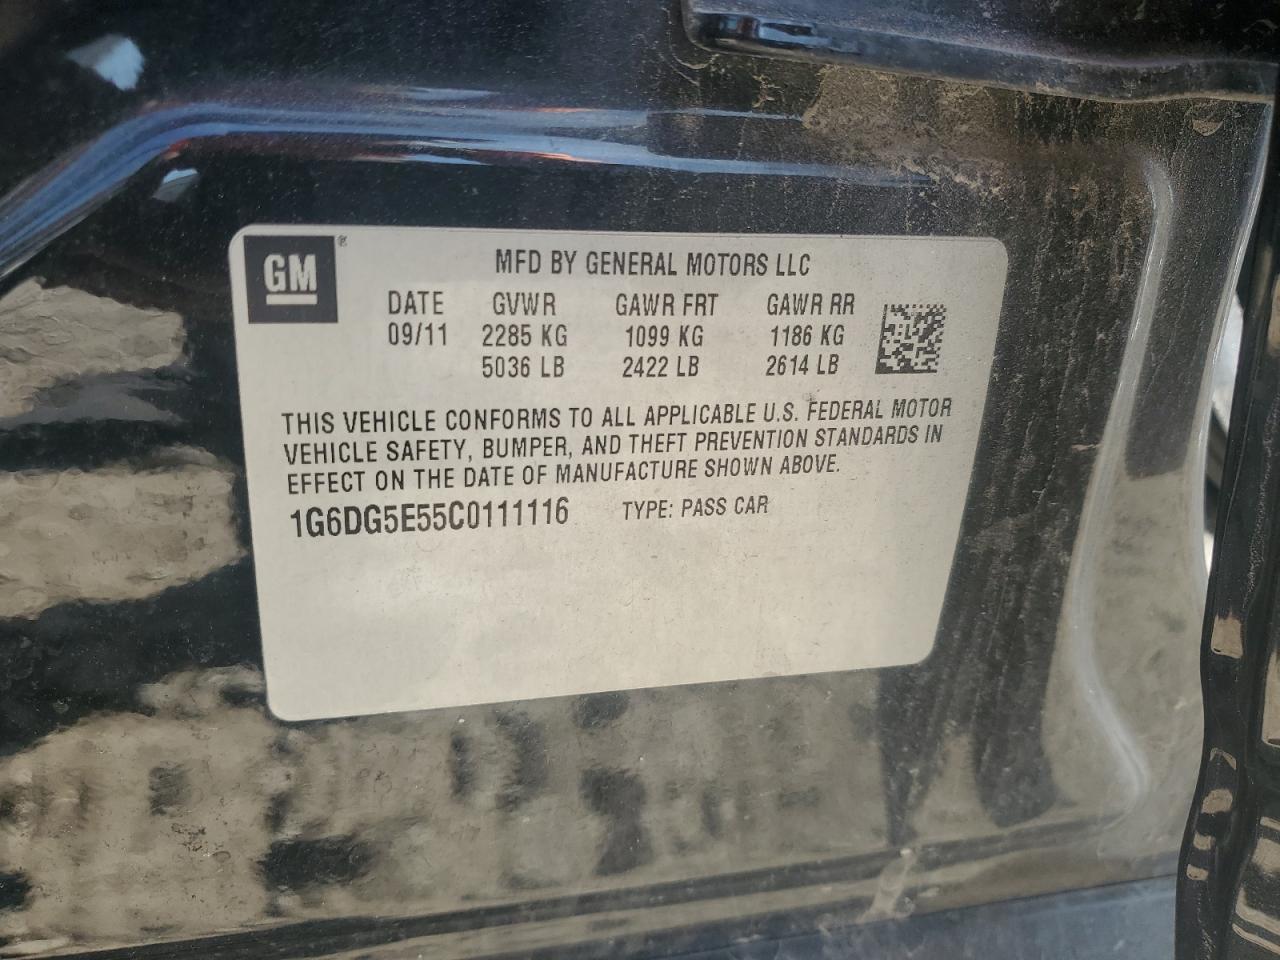 GM®
MFD BY GENERAL MOTORS LLC
DATE GVWR GAWR FRT GAWR RR
09/11 2285 KG 1099 KG 1186 KG
5036 LB 2422 LB 2614 LB
THIS VEHICLE CONFORMS TO ALL APPLICABLE U.S. FEDERAL MOTOR
VEHICLE SAFETY, BUMPER, AND THEFT PREVENTION STANDARDS IN
EFFECT ON THE DATE OF MANUFACTURE SHOWN ABOVE.
1G6DG5E55C0111116 TYPE: PASS CAR